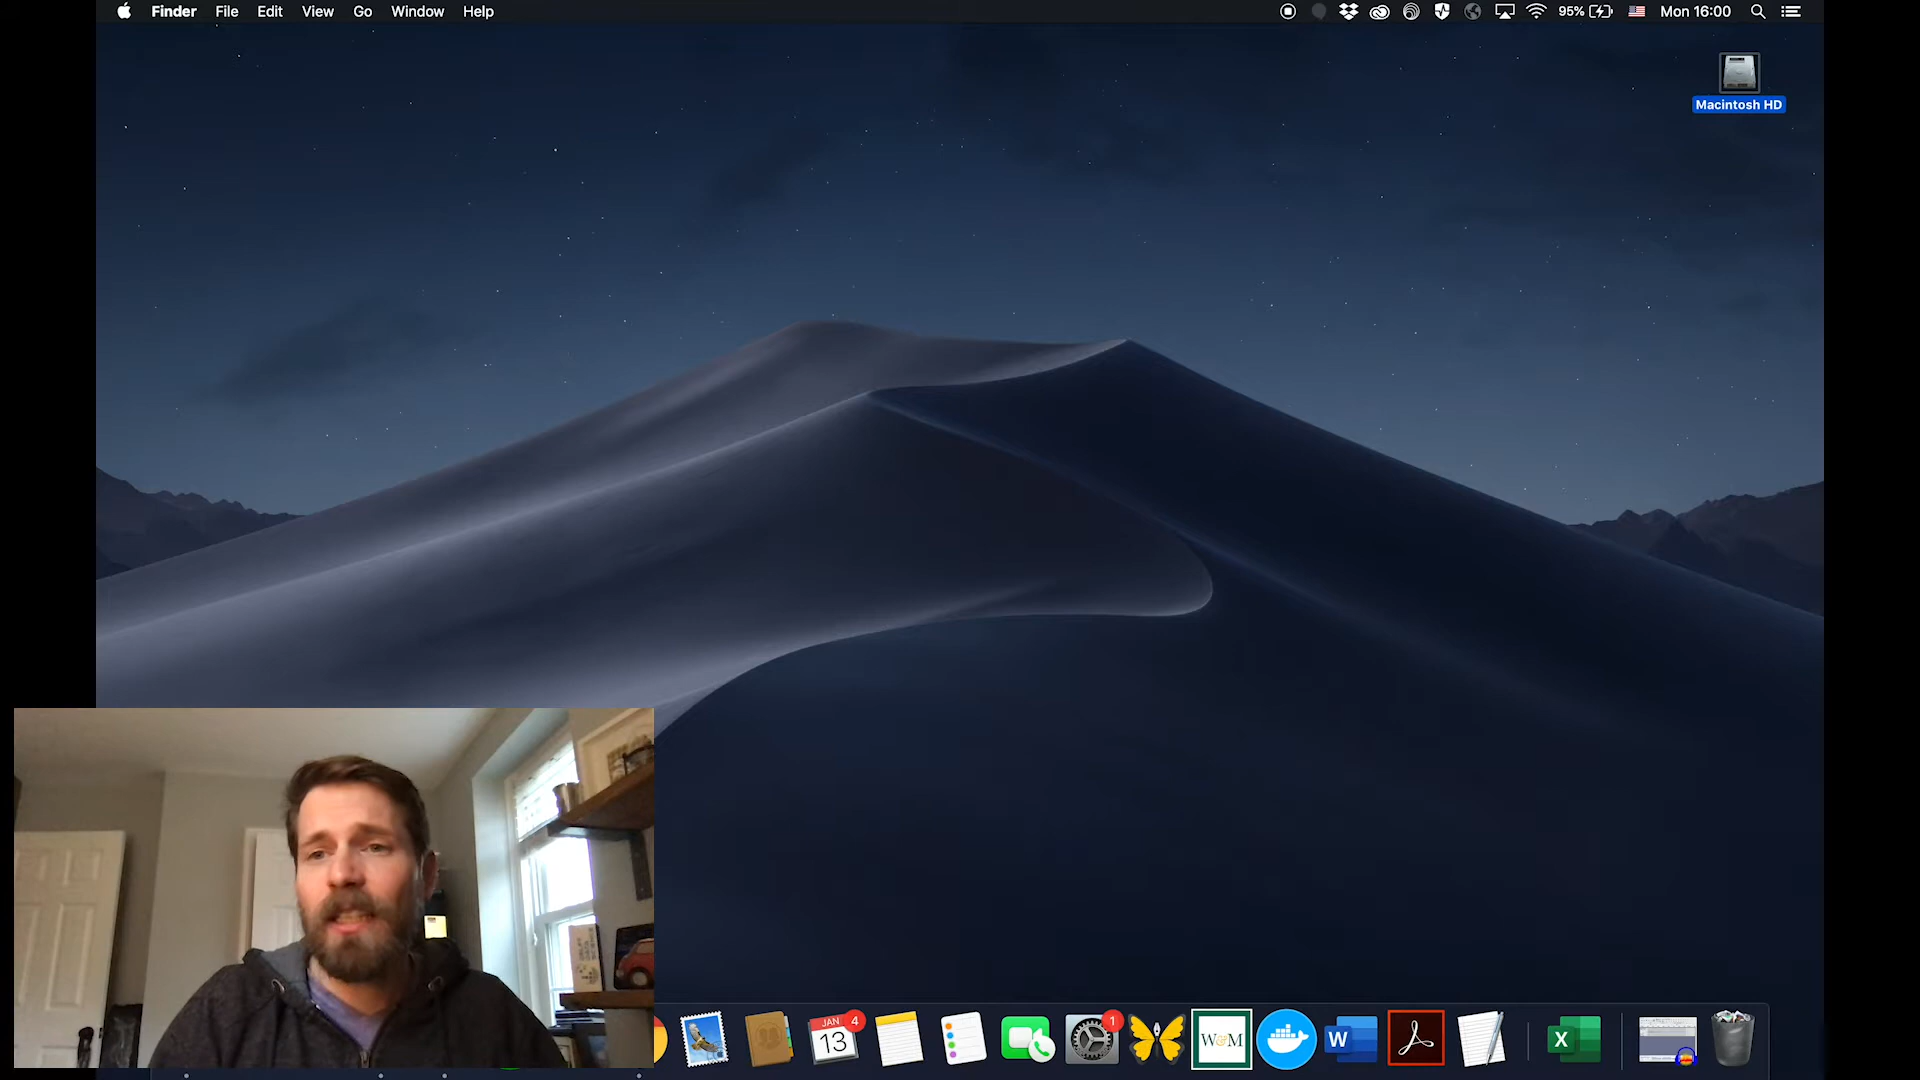 Finder File Edit View Go Window Help 95% Mon 16:00
Macintosh HD
JAN 4
13
1
W&M
W
X